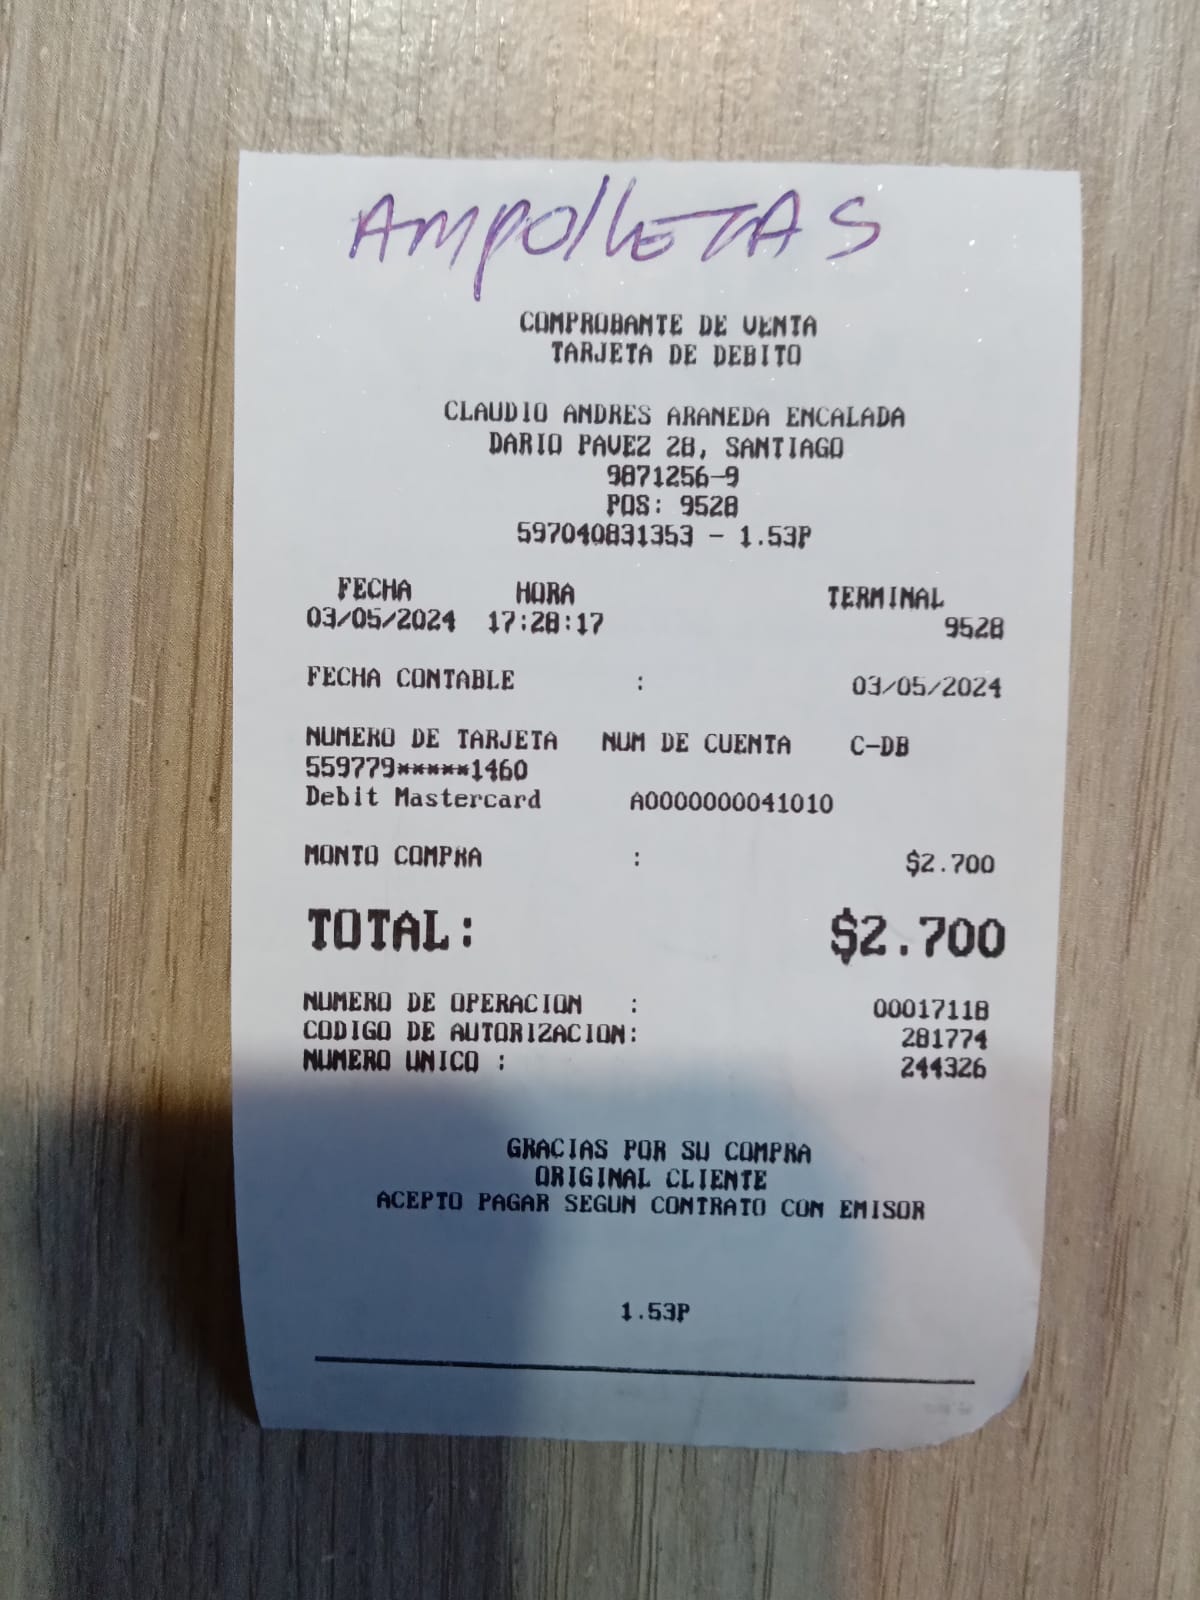 AMPOLLETAS
COMPROBANTE DE VENTA
TARJETA DE DEBITO
CLAUDIO ANDRES ARANEDA ENCALADA
DARIO PAVEZ 28, SANTIAGO
9871256-9
POS: 9528
597040831353 - 1.53P
FECHA HORA TERMINAL
03/05/2024 17:28:17 9528
FECHA CONTABLE : 03/05/2024
NUMERO DE TARJETA NUM DE CUENTA C-DB
559779*****1460
Debit Mastercard A0000000041010
MONTO COMPRA : $2.700
TOTAL: $2.700
NUMERO DE OPERACION : 00017118
CODIGO DE AUTORIZACION: 281774
NUMERO UNICO : 244326
GRACIAS POR SU COMPRA
ORIGINAL CLIENTE
ACEPTO PAGAR SEGUN CONTRATO CON EMISOR
1.53P